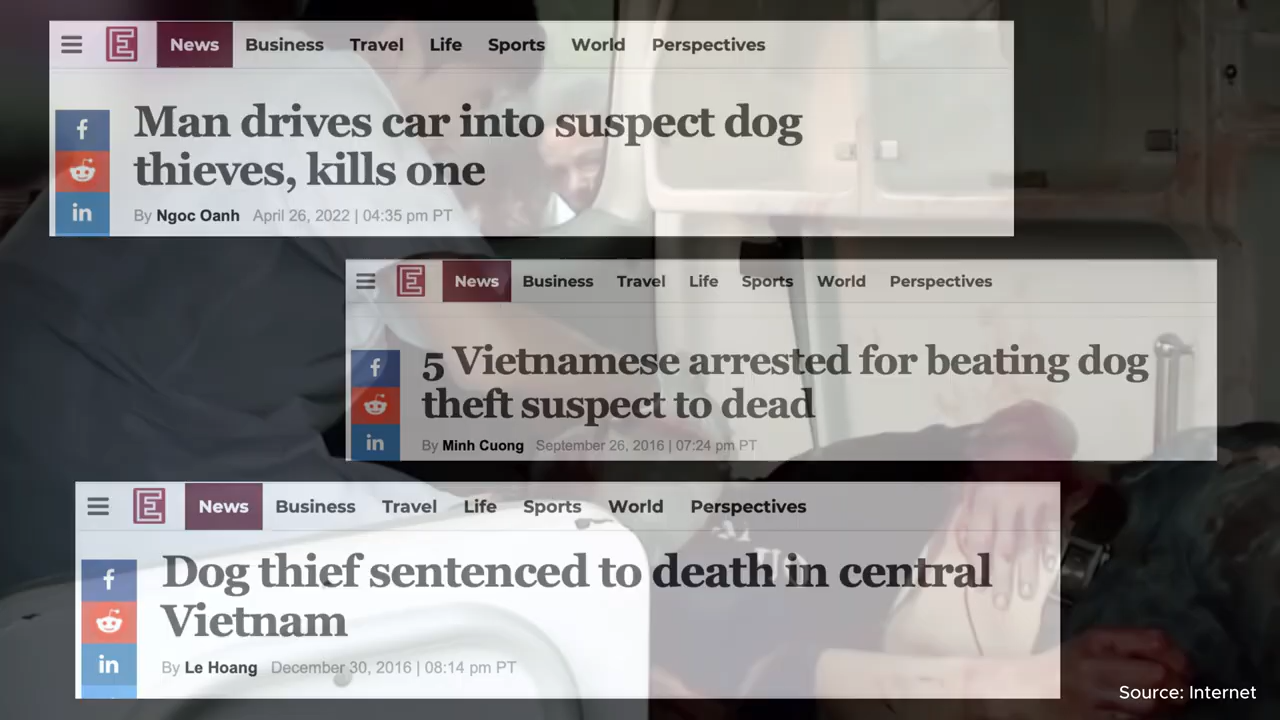 News Business Travel Life Sports World Perspectives
Man drives car into suspect dog
thieves, kills one
By Ngoc Oanh April 26, 2022 | 04:35 pm PT
News Business Travel Life Sports World Perspectives
5 Vietnamese arrested for beating dog
theft suspect to dead
By Minh Cuong September 26, 2016 | 07:24 pm PT
News Business Travel Life Sports World Perspectives
Dog thief sentenced to death in central
Vietnam
By Le Hoang December 30, 2016 | 08:14 pm PT
Source: Internet